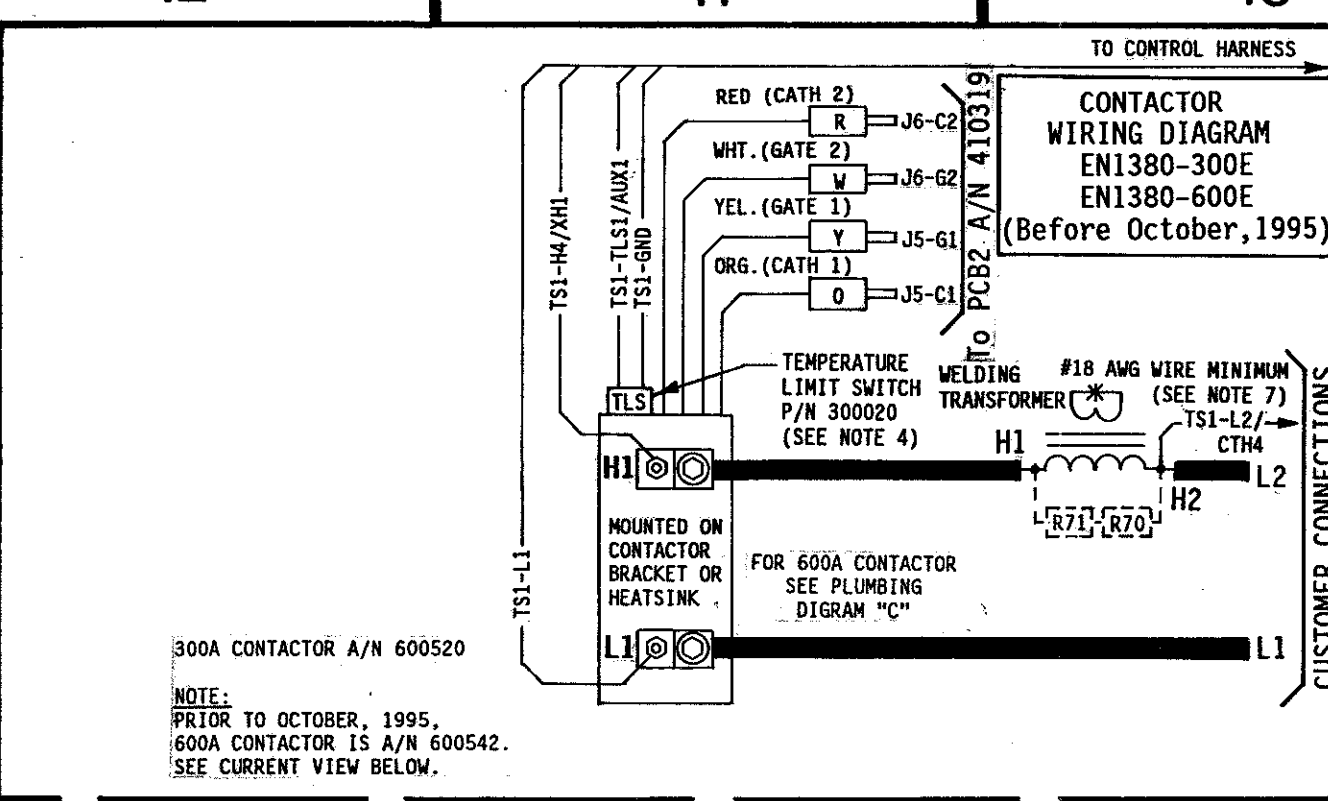 TO CONTROL HARNESS
CONTACTOR
WIRING DIAGRAM
EN1380-300E
EN1380-600E
(Before October,1995)
RED (CATH 2)
R
J6-C2
WHT.(GATE 2)
W
J6-G2
YEL.(GATE 1)
Y
J5-G1
ORG.(CATH 1)
O
J5-C1
To PCB2 A/N 410319
TS1-H4/XH1
TS1-TLS1/AUX1
TS1-GND
TS1-L1
TLS
TEMPERATURE
LIMIT SWITCH
P/N 300020
(SEE NOTE 4)
WELDING
TRANSFORMER
#18 AWG WIRE MINIMUM
(SEE NOTE 7)
TS1-L2/
CTH4
H1
H1
L2
H2
R71
R70
MOUNTED ON
CONTACTOR
BRACKET OR
HEATSINK
FOR 600A CONTACTOR
SEE PLUMBING
DIGRAM "C"
L1
L1
CUSTOMER CONNECTIONS
300A CONTACTOR A/N 600520
NOTE:
PRIOR TO OCTOBER, 1995,
600A CONTACTOR IS A/N 600542.
SEE CURRENT VIEW BELOW.